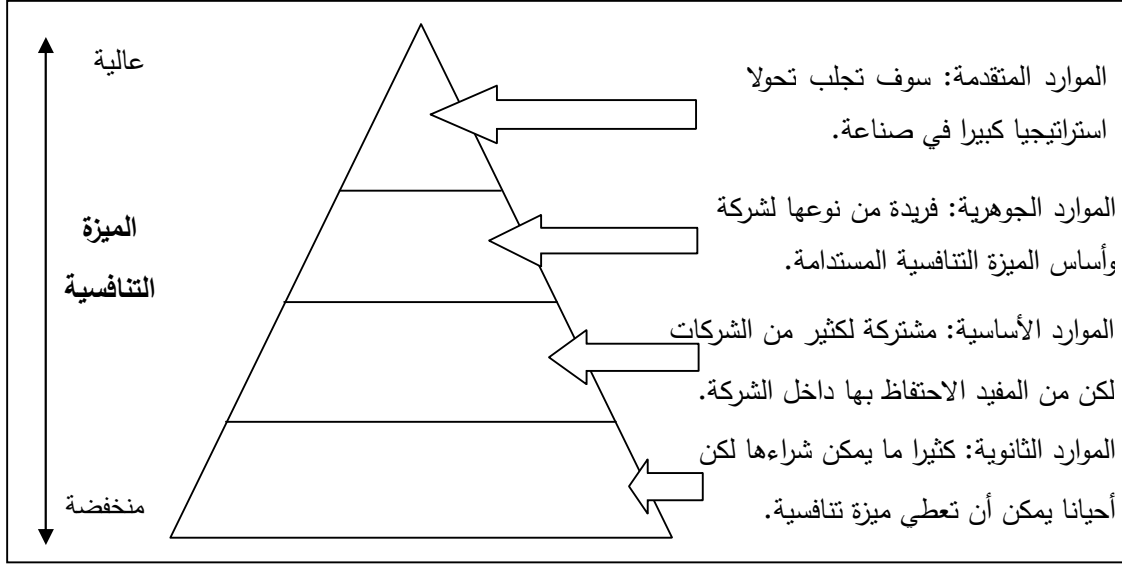 عالية
الميزة
التنافسية
منخفضة
الموارد المتقدمة: سوف تجلب تحولا
استراتيجيا كبيرا في صناعة.
الموارد الجوهرية: فريدة من نوعها لشركة
وأساس الميزة التنافسية المستدامة.
الموارد الأساسية: مشتركة لكثير من الشركات
لكن من المفيد الاحتفاظ بها داخل الشركة.
الموارد الثانوية: كثيرا ما يمكن شراءها لكن
أحيانا يمكن أن تعطي ميزة تنافسية.